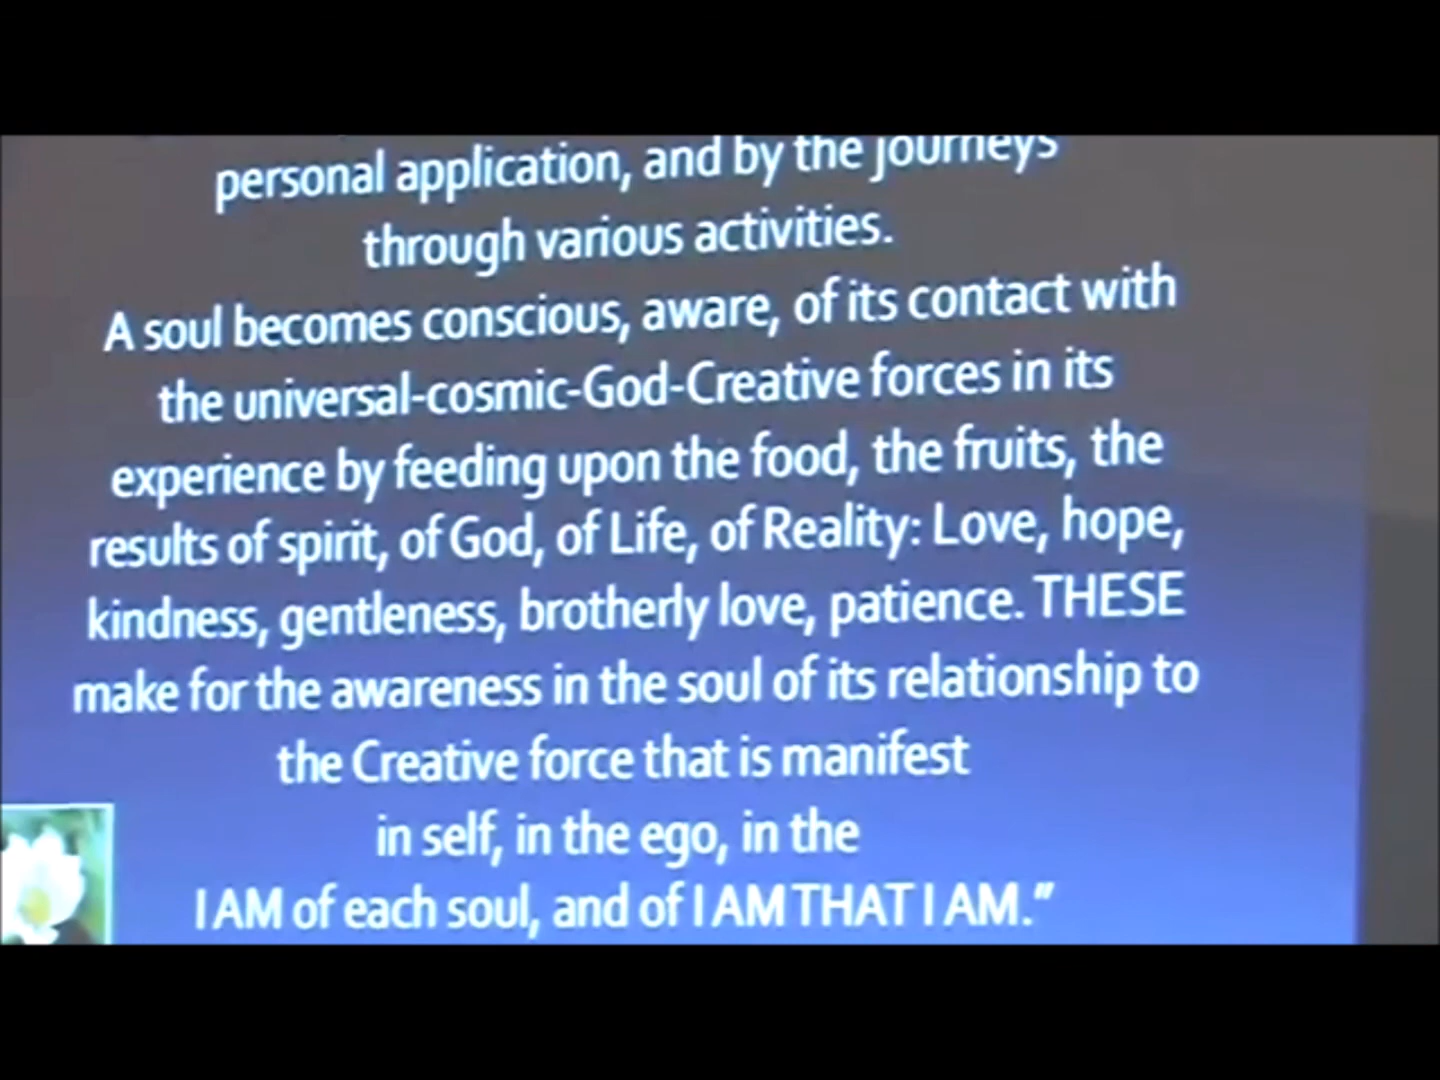 personal application, and by the journeys
through various activities.
A soul becomes conscious, aware, of its contact with
the universal-cosmic-God-Creative forces in its
experience by feeding upon the food, the fruits, the
results of spirit, of God, of Life, of Reality: Love, hope,
kindness, gentleness, brotherly love, patience. THESE
make for the awareness in the soul of its relationship to
the Creative force that is manifest
in self, in the ego, in the
I AM of each soul, and of I AM THAT I AM.”